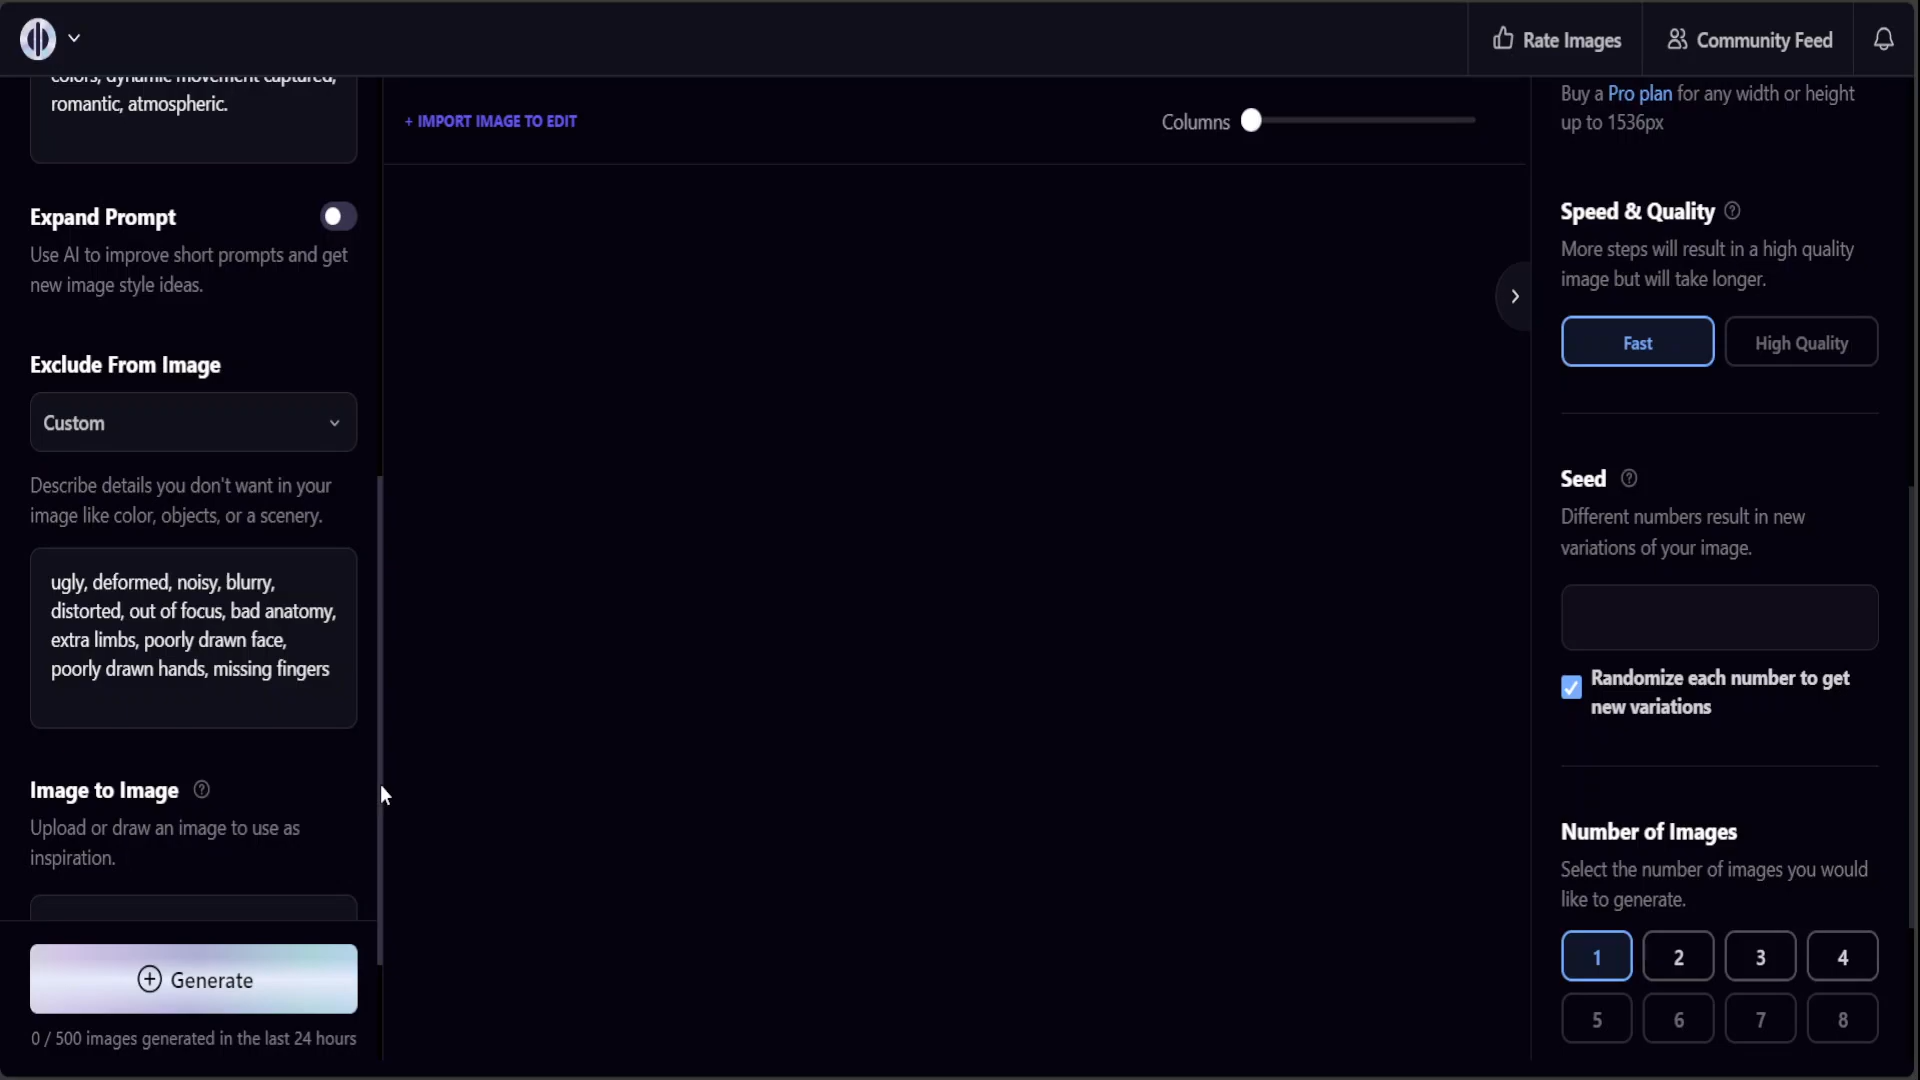 Rate Images
Community Feed
colors, dynamic movement captured,
romantic, atmospheric.
Expand Prompt
Use AI to improve short prompts and get
new image style ideas.
Exclude From Image
Custom
Describe details you don't want in your
image like color, objects, or a scenery.
ugly, deformed, noisy, blurry,
distorted, out of focus, bad anatomy,
extra limbs, poorly drawn face,
poorly drawn hands, missing fingers
Image to Image
Upload or draw an image to use as
inspiration.
Generate
0 / 500 images generated in the last 24 hours
+ IMPORT IMAGE TO EDIT
Columns
Buy a Pro plan for any width or height
up to 1536px
Speed & Quality
More steps will result in a high quality
image but will take longer.
Fast
High Quality
Seed
Different numbers result in new
variations of your image.
Randomize each number to get
new variations
Number of Images
Select the number of images you would
like to generate.
1 2 3 4
5 6 7 8